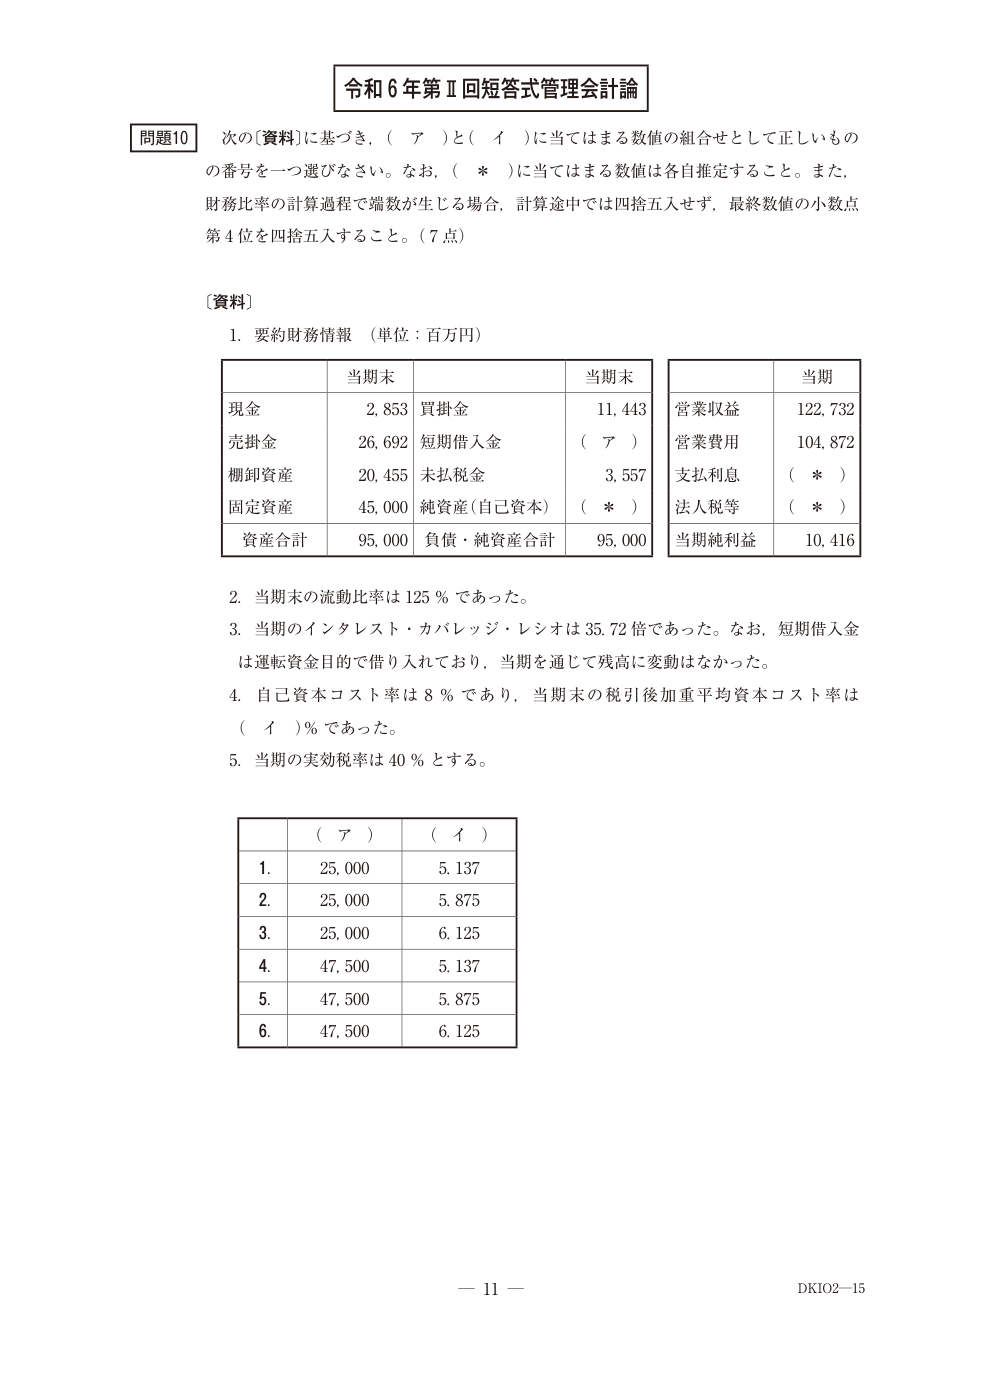 令和6年第Ⅱ回短答式管理会計論
問題10 次の〔資料〕に基づき,( ア )と( イ )に当てはまる数値の組合せとして正しいもの
の番号を一つ選びなさい。なお,( * )に当てはまる数値は各自推定すること。また,
財務比率の計算過程で端数が生じる場合,計算途中では四捨五入せず,最終数値の小数点
第4位を四捨五入すること。(7点)
〔資料〕
1. 要約財務情報 (単位:百万円)
当期末 当期末 当期
現金 2,853 買掛金 11,443 営業収益 122,732
売掛金 26,692 短期借入金 ( ア ) 営業費用 104,872
棚卸資産 20,455 未払税金 3,557 支払利息 ( * )
固定資産 45,000 純資産(自己資本) ( * ) 法人税等 ( * )
資産合計 95,000 負債・純資産合計 95,000 当期純利益 10,416
2. 当期末の流動比率は125%であった。
3. 当期のインタレスト・カバレッジ・レシオは35.72倍であった。なお,短期借入金
は運転資金目的で借り入れており,当期を通じて残高に変動はなかった。
4. 自己資本コスト率は8%であり,当期末の税引後加重平均資本コスト率は
( イ )%であった。
5. 当期の実効税率は40%とする。
( ア ) ( イ )
1. 25,000 5.137
2. 25,000 5.875
3. 25,000 6.125
4. 47,500 5.137
5. 47,500 5.875
6. 47,500 6.125
— 11 — DKIO2—15